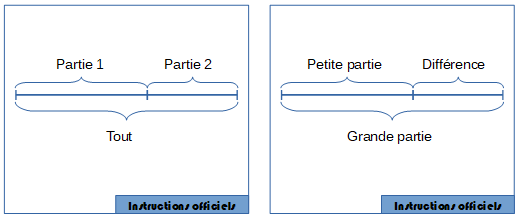 Partie 1 Partie 2
Tout
Instructions officiels
Petite partie Différence
Grande partie
Instructions officiels